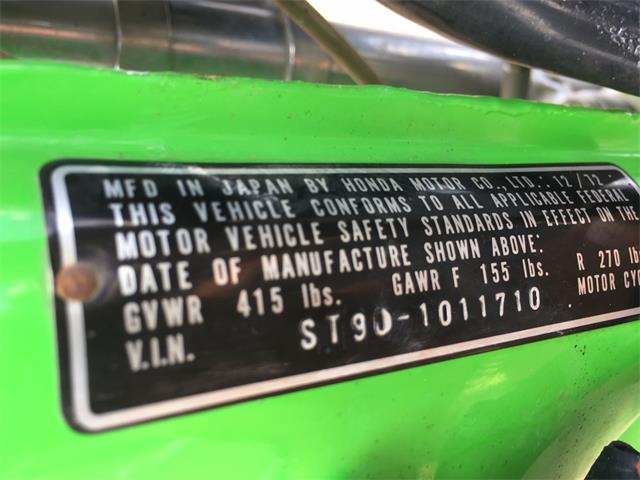 MFD IN JAPAN BY HONDA MOTOR CO., LTD.: 12/72.
THIS VEHICLE CONFORMS TO ALL APPLICABLE FEDERAL
MOTOR VEHICLE SAFETY STANDARDS IN EFFECT ON THE
DATE OF MANUFACTURE SHOWN ABOVE.
GVWR 415 lbs. GAWR F 155 lbs. R 270 lb
V.I.N. ST90-1011710 . MOTOR CYC